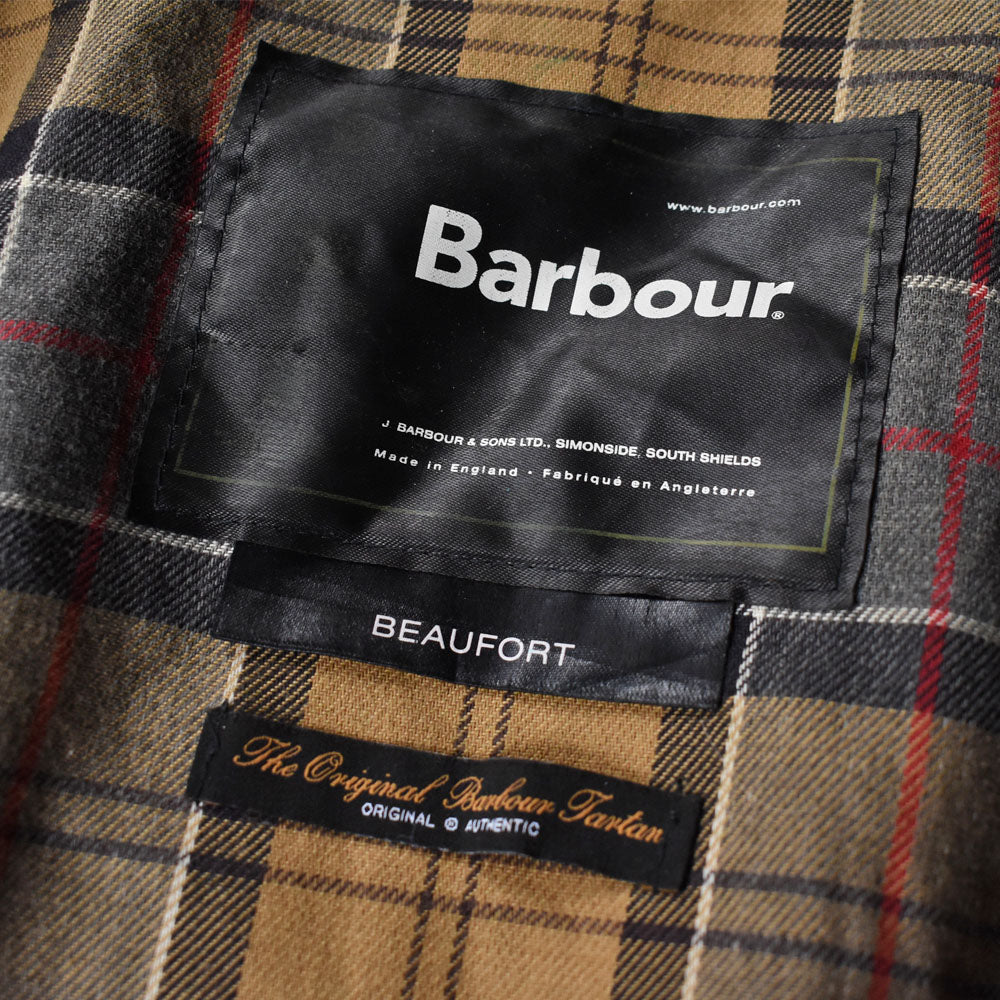 www.barbour.com
Barbour®
J BARBOUR & SONS LTD., SIMONSIDE, SOUTH SHIELDS
Made in England - Fabriqué en Angleterre
BEAUFORT
The Original Barbour Tartan
ORIGINAL ® AUTHENTIC